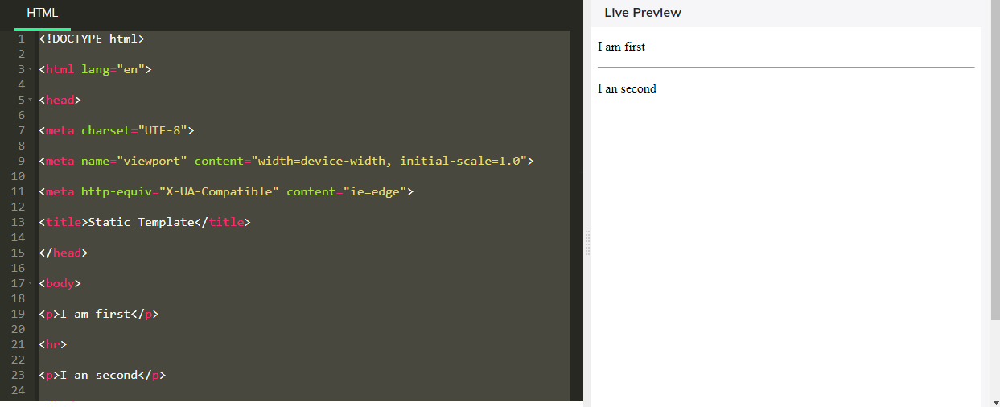 HTML
1 <!DOCTYPE html>
2
3 <html lang="en">
4
5 <head>
6
7 <meta charset="UTF-8">
8
9 <meta name="viewport" content="width=device-width, initial-scale=1.0">
10
11 <meta http-equiv="X-UA-Compatible" content="ie=edge">
12
13 <title>Static Template</title>
14
15 </head>
16
17 <body>
18
19 <p>I am first</p>
20
21 <hr>
22
23 <p>I an second</p>
24
Live Preview
I am first
I an second